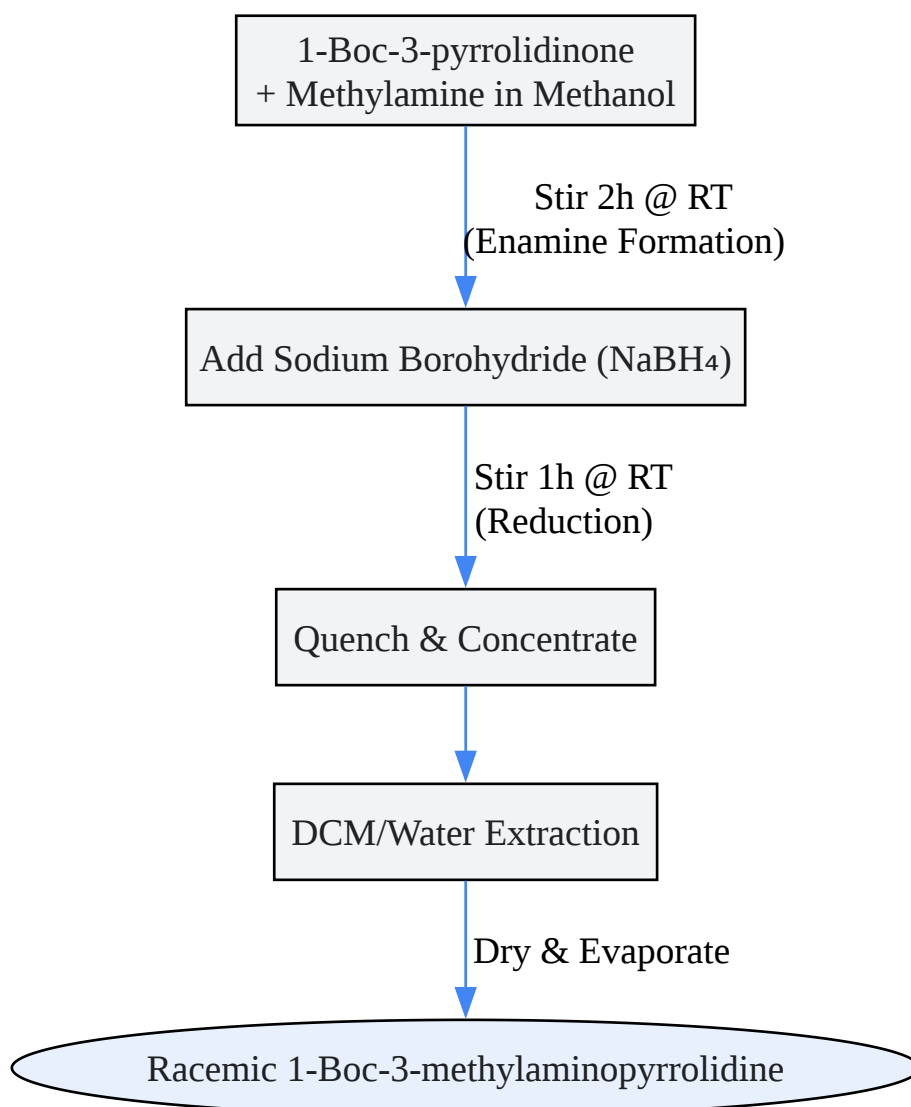 1-Boc-3-pyrrolidinone
+ Methylamine in Methanol
Stir 2h @ RT
(Enamine Formation)
Add Sodium Borohydride (NaBH₄)
Stir 1h @ RT
(Reduction)
Quench & Concentrate
DCM/Water Extraction
Dry & Evaporate
Racemic 1-Boc-3-methylaminopyrrolidine